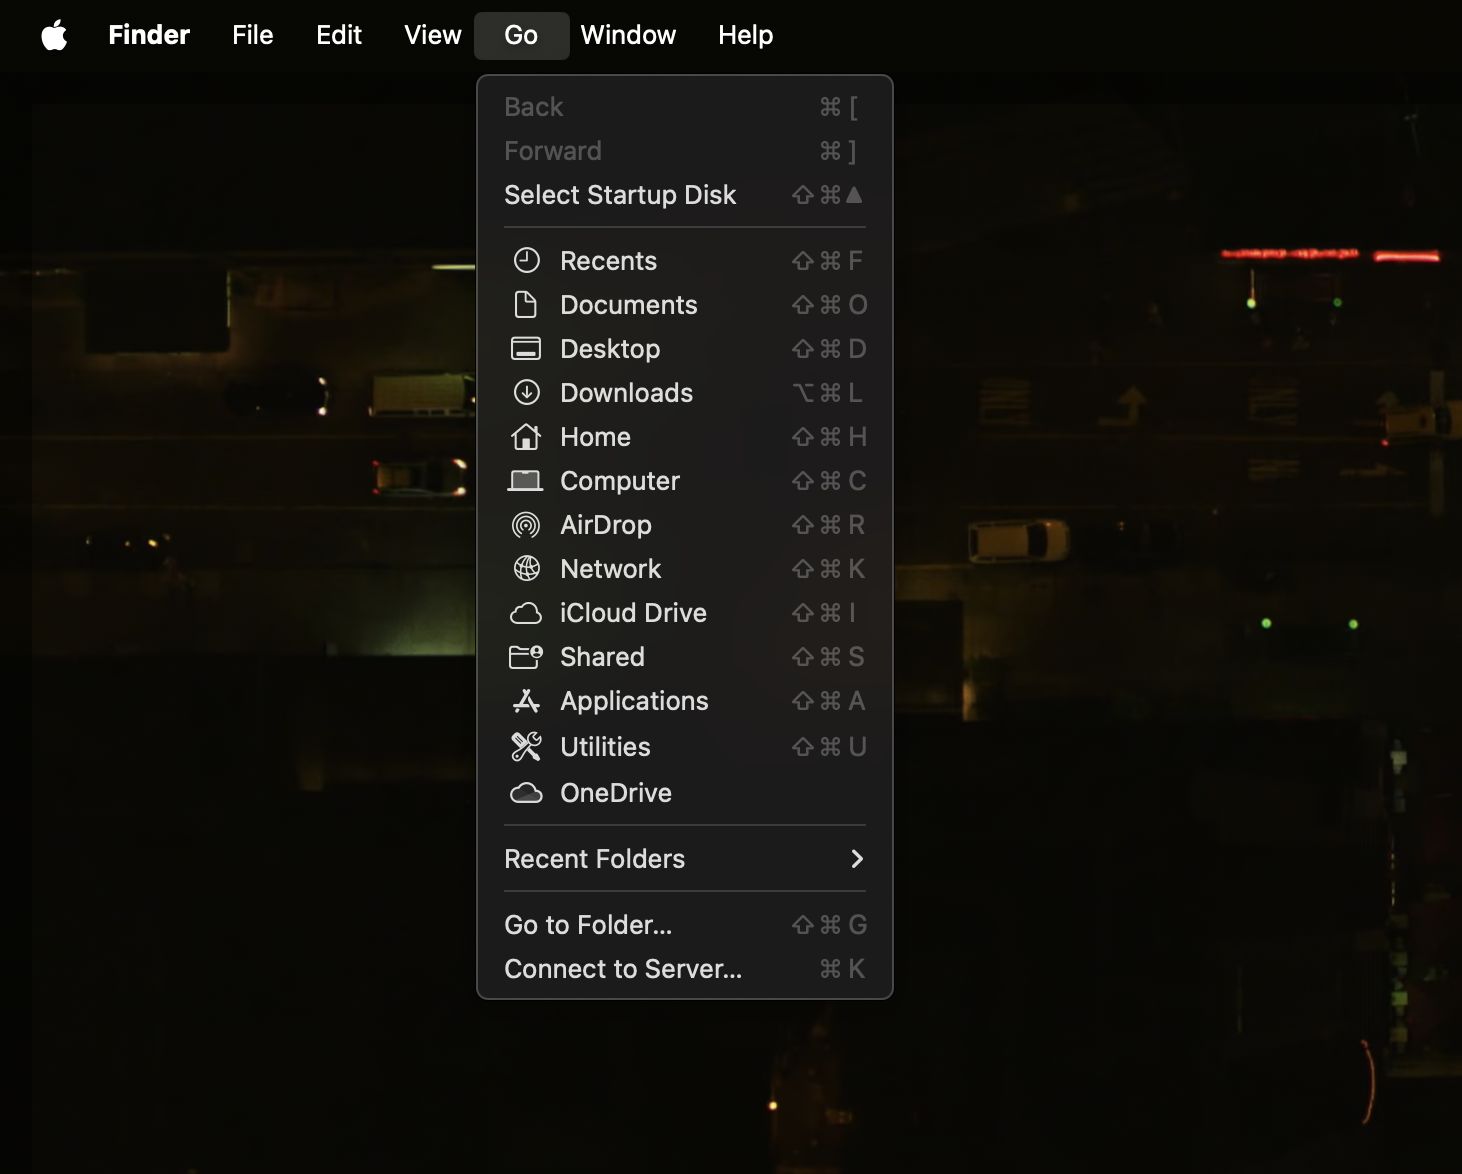 Finder File Edit View Go Window Help
Back ⌘ [
Forward ⌘ ]
Select Startup Disk ⇧ ⌘ ▲
Recents ⇧ ⌘ F
Documents ⇧ ⌘ O
Desktop ⇧ ⌘ D
Downloads ⌥ ⌘ L
Home ⇧ ⌘ H
Computer ⇧ ⌘ C
AirDrop ⇧ ⌘ R
Network ⇧ ⌘ K
iCloud Drive ⇧ ⌘ I
Shared ⇧ ⌘ S
Applications ⇧ ⌘ A
Utilities ⇧ ⌘ U
OneDrive
Recent Folders
Go to Folder... ⇧ ⌘ G
Connect to Server... ⌘ K